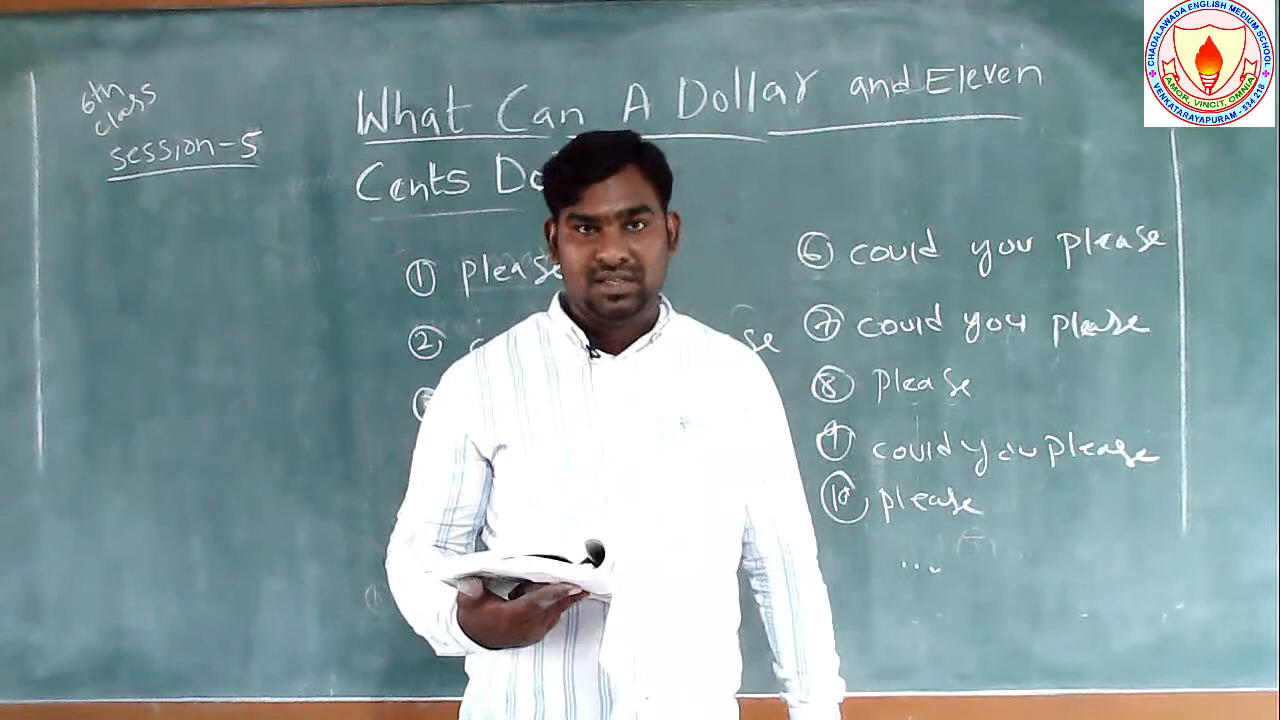 6th
class
session-5
What Can A Dollar and Eleven
Cents Do
① please
②
⑥ could you please
⑦ could you please
⑧ please
⑨ could you please
⑩ please
...
CHADALAWADA ENGLISH MEDIUM SCHOOL
AMOR, VINCIT, OMNIA
VENKATARAYAPURAM - 534 218